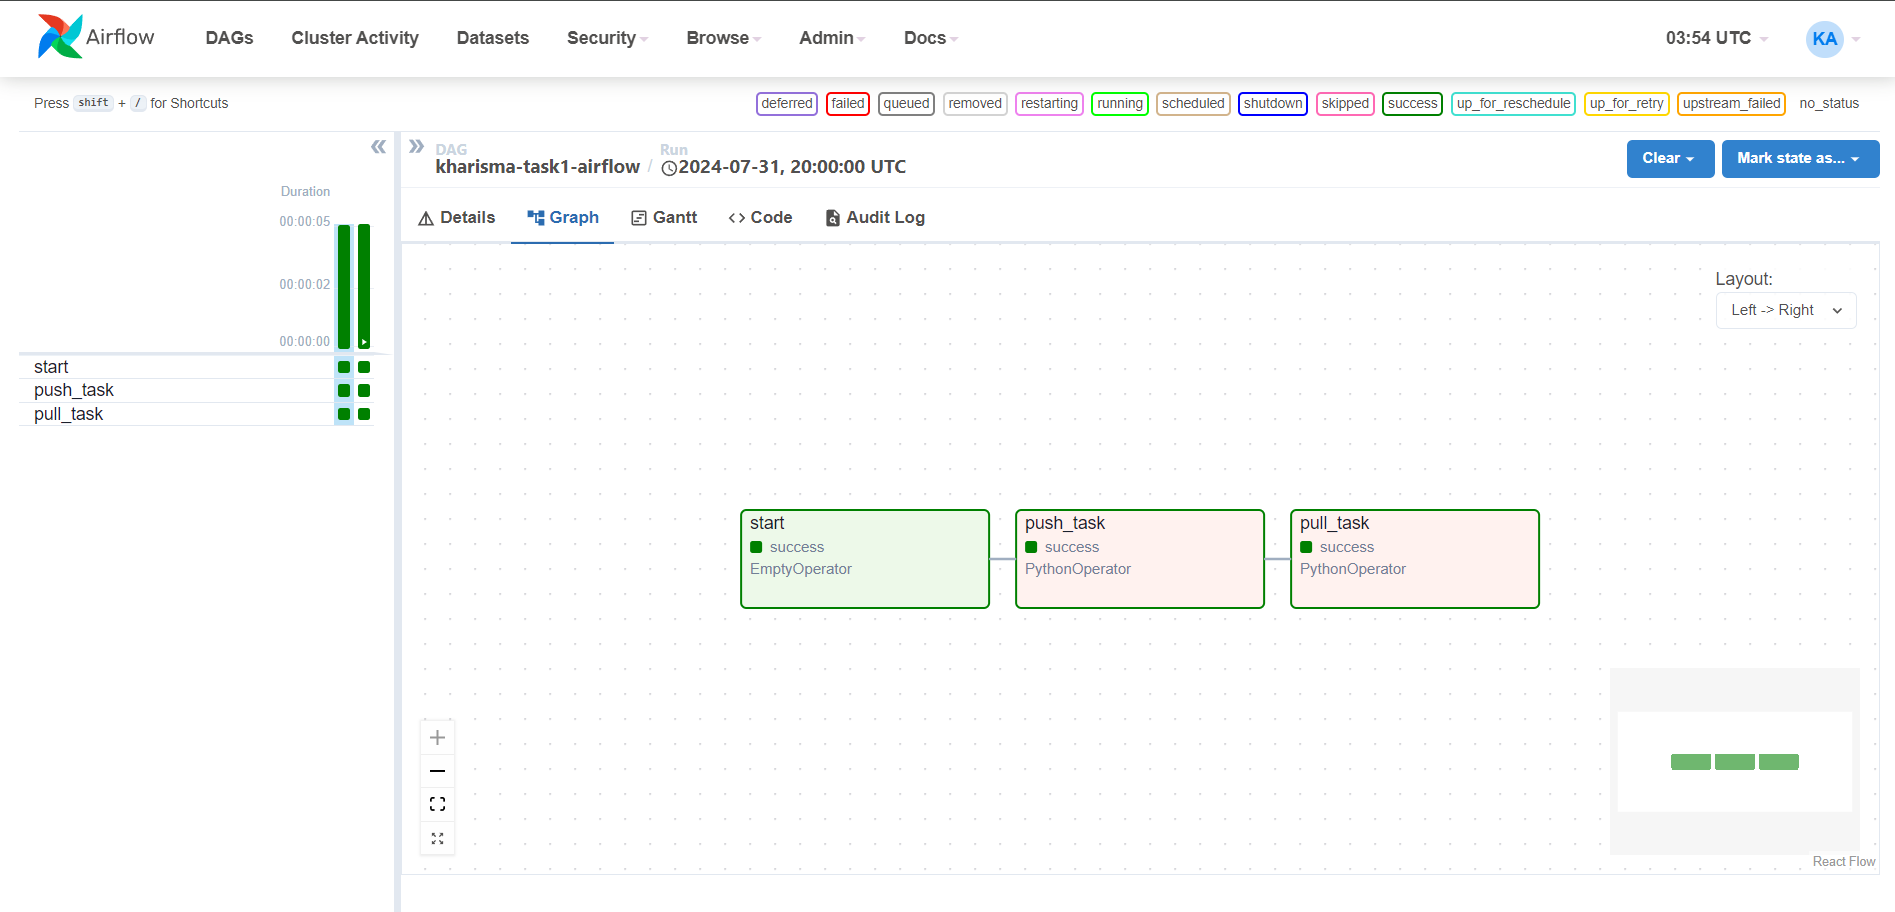 Airflow DAGs Cluster Activity Datasets Security Browse Admin Docs 03:54 UTC KA
Press shift + / for Shortcuts deferred failed queued removed restarting running scheduled shutdown skipped success up_for_reschedule up_for_retry upstream_failed no_status
DAG
kharisma-task1-airflow / Run
2024-07-31, 20:00:00 UTC
Clear Mark state as...
Details Graph Gantt Code Audit Log
Duration
00:00:05
00:00:02
00:00:00
start
push_task
pull_task
Layout:
Left -> Right
start
success
EmptyOperator
push_task
success
PythonOperator
pull_task
success
PythonOperator
React Flow